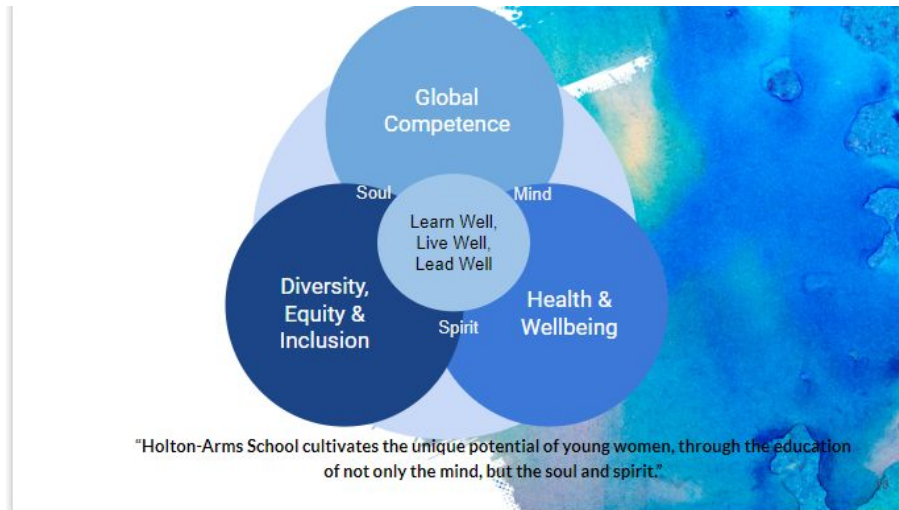 Global
Competence
Soul
Mind
Learn Well,
Live Well,
Lead Well
Diversity,
Equity &
Inclusion
Health &
Wellbeing
Spirit
“Holton-Arms School cultivates the unique potential of young women, through the education
of not only the mind, but the soul and spirit.”